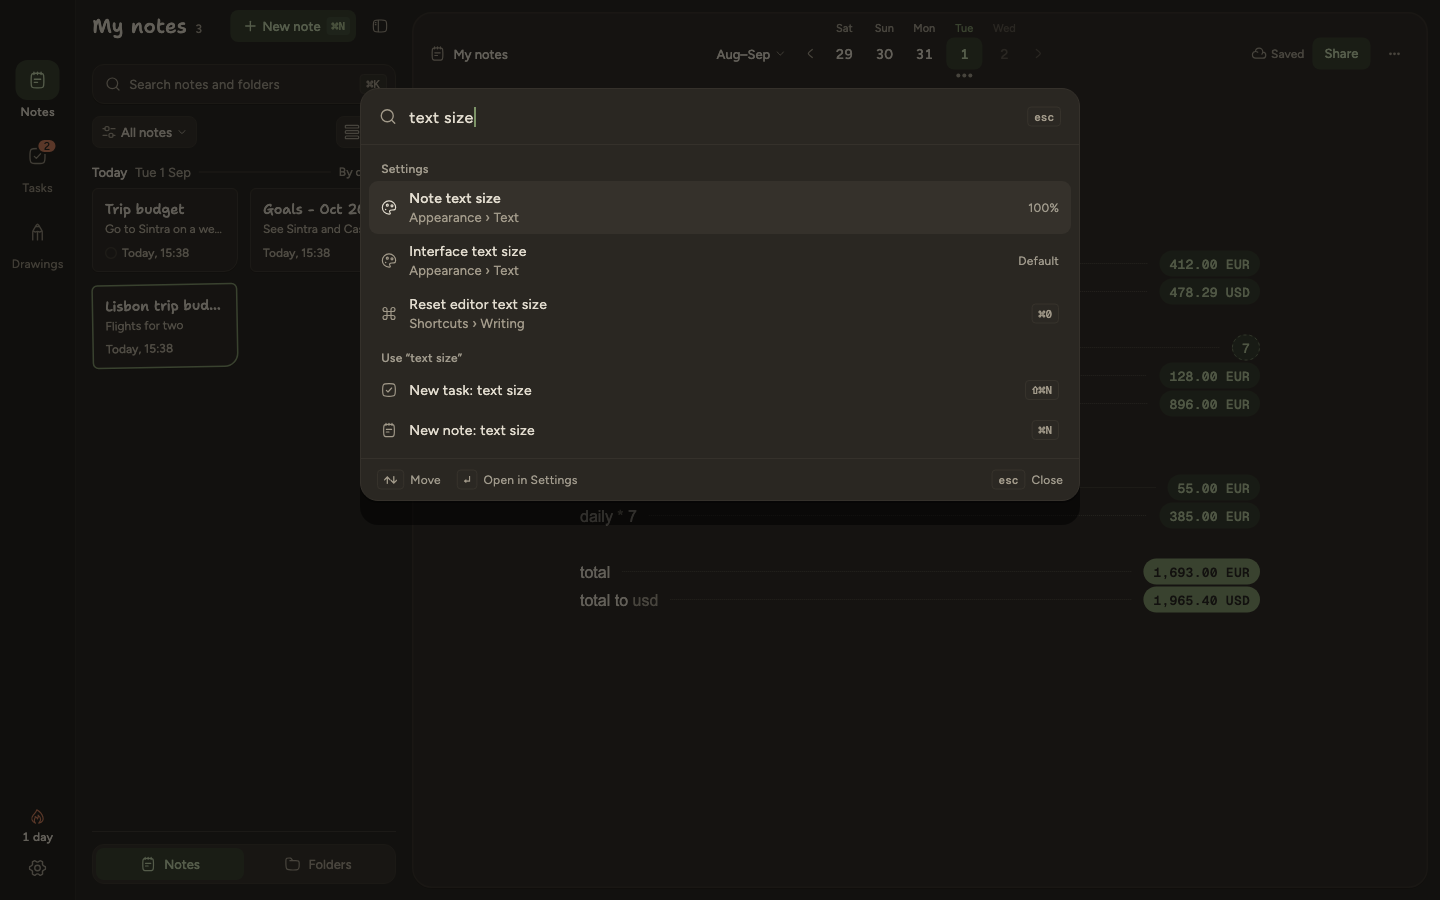 My notes 3
New note ⌘N
Search notes and folders ⌘K
All notes
Today Tue 1 Sep
Trip budget
Go to Sintra on a we...
Today, 15:38
See Sintra and
Today, 15:38
Lisbon trip bud...
Flights for two
Today, 15:38
Notes
2
Tasks
Drawings
1 day
Notes Folders
My notes
Aug–Sep
Sat Sun Mon Tue Wed
29 30 31 1 2
Saved Share
text size esc
Settings
Note text size
Appearance › Text
100%
Interface text size
Appearance › Text
Default
Reset editor text size
Shortcuts › Writing
⌘0
Use “text size”
New task: text size ⇧⌘N
New note: text size ⌘N
Move Open in Settings esc Close
412.00 EUR
478.29 USD
7
128.00 EUR
896.00 EUR
55.00 EUR
daily * 7 385.00 EUR
total 1,693.00 EUR
total to usd 1,965.40 USD